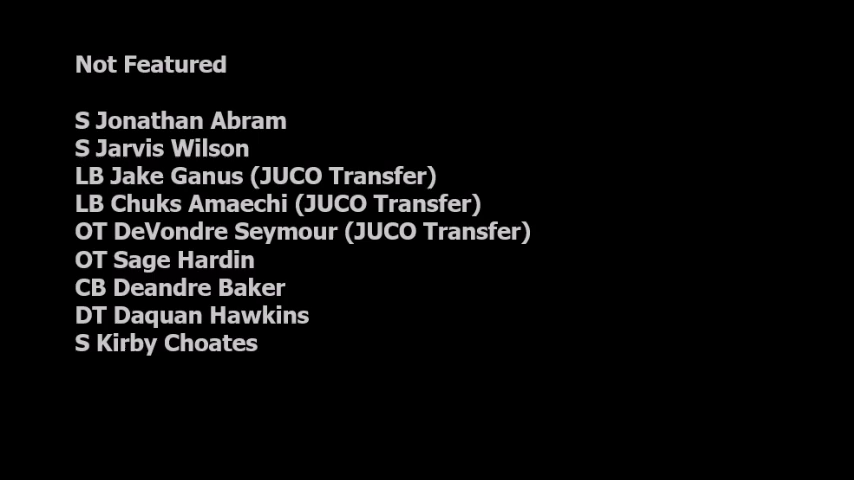 Not Featured
S Jonathan Abram
S Jarvis Wilson
LB Jake Ganus (JUCO Transfer)
LB Chuks Amaechi (JUCO Transfer)
OT DeVondre Seymour (JUCO Transfer)
OT Sage Hardin
CB Deandre Baker
DT Daquan Hawkins
S Kirby Choates